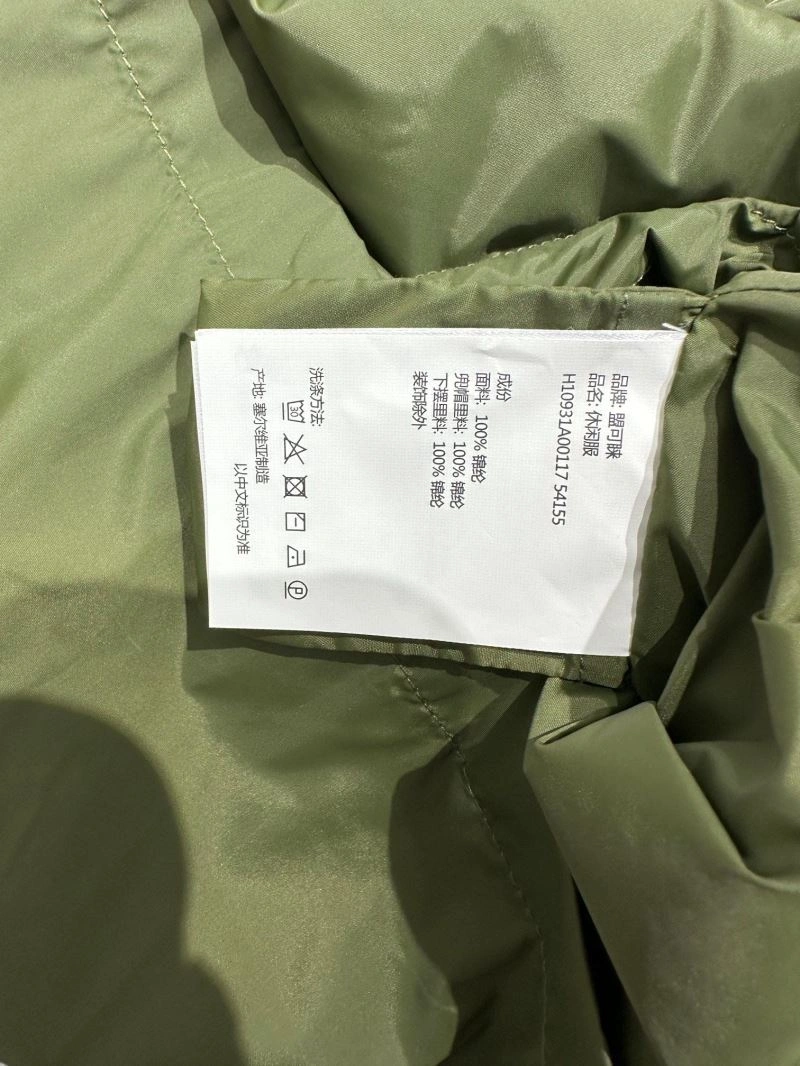 品牌: 盟可睐
品名: 休闲服
H10931A00117 54155
成份
面料: 100% 锦纶
兜帽里料: 100% 锦纶
下摆里料: 100% 锦纶
装饰除外
洗涤方法:
30
P
产地: 塞尔维亚制造
以中文标识为准